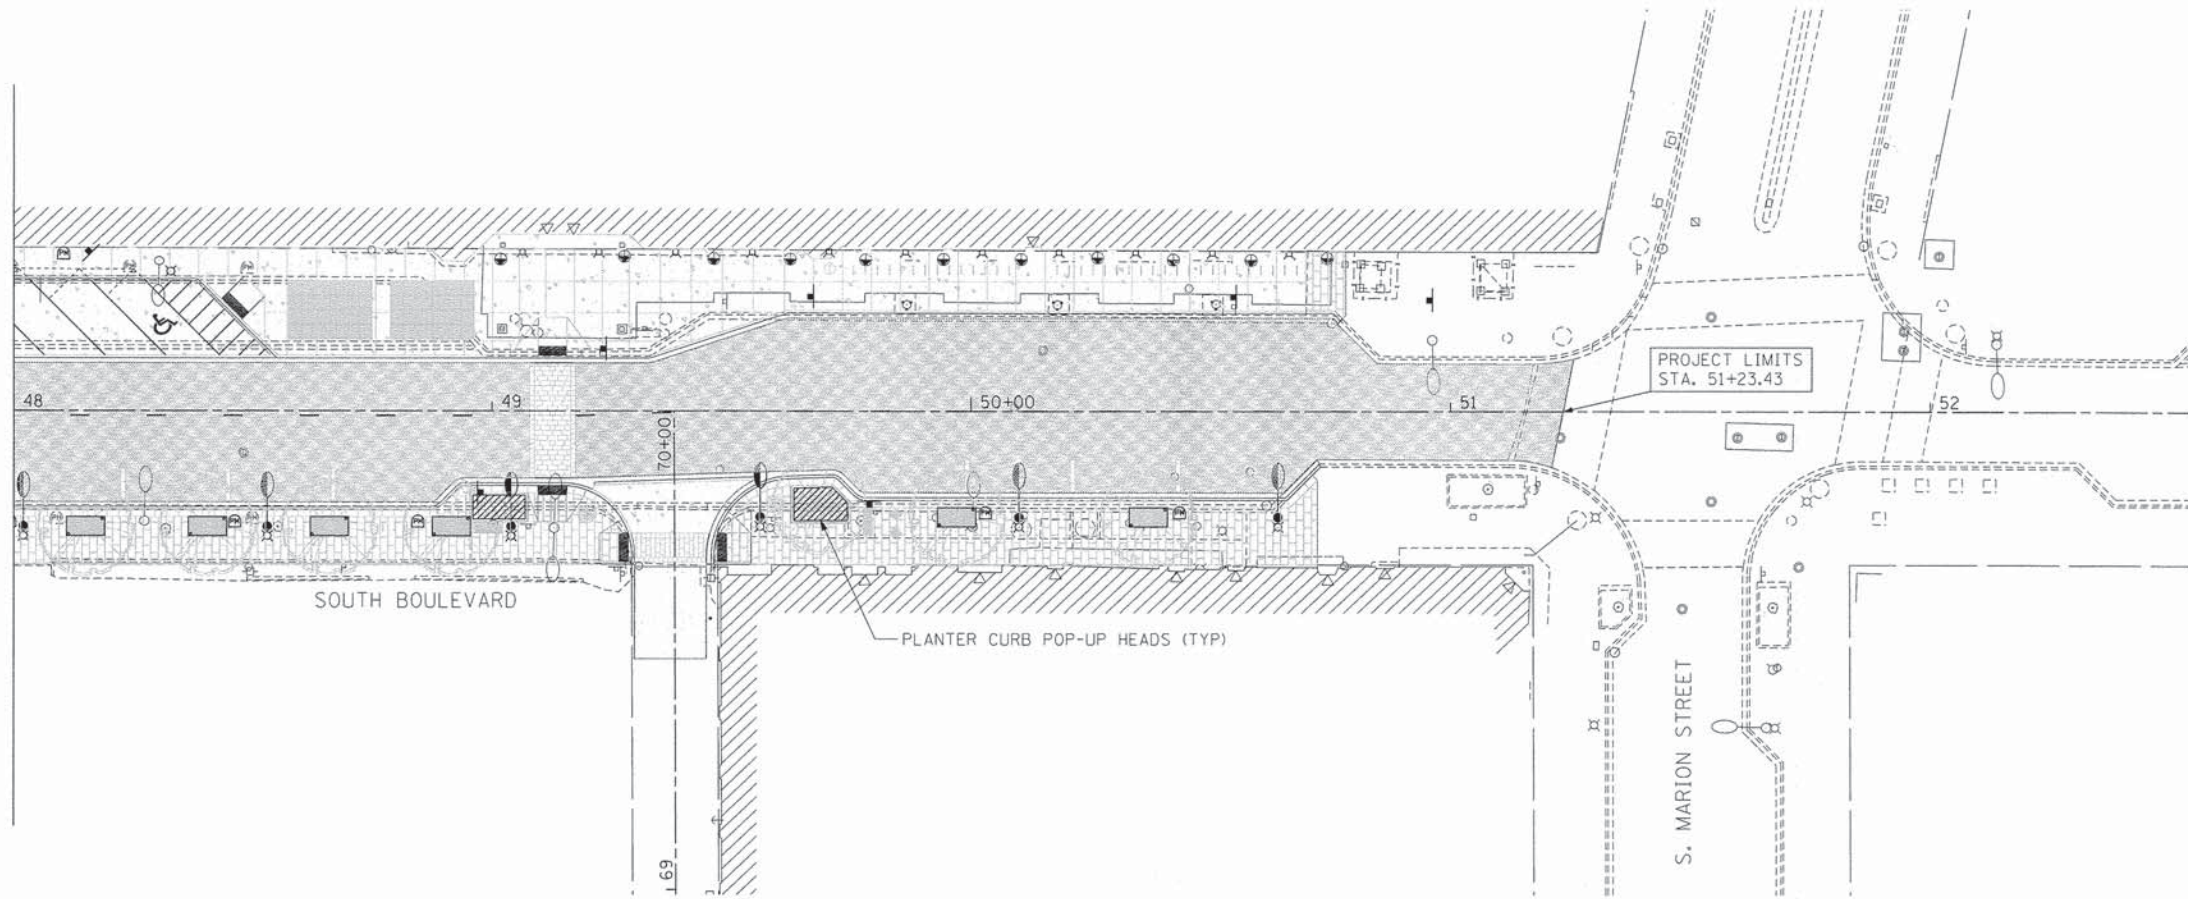 PROJECT LIMITS
STA. 51+23.43
48
49
50+00
51
52
70+00
SOUTH BOULEVARD
PLANTER CURB POP-UP HEADS (TYP)
S. MARION STREET
69